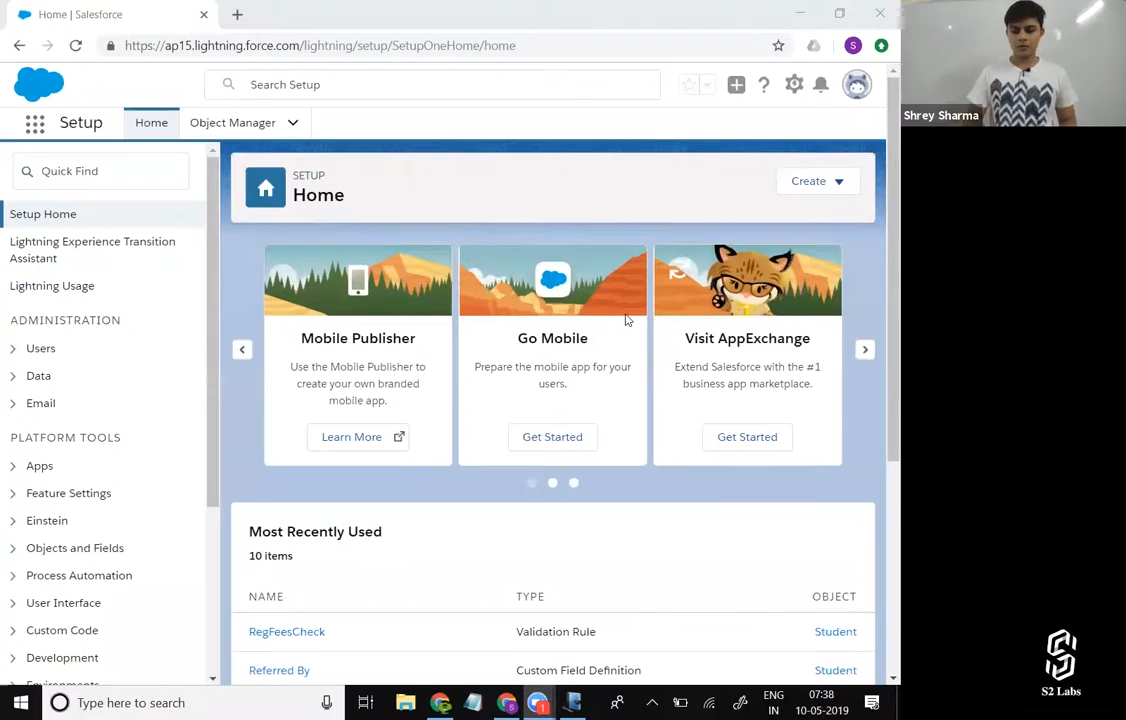 Home | Salesforce
https://ap15.lightning.force.com/lightning/setup/SetupOneHome/home
S
Shrey Sharma
Search Setup
Setup
Home
Object Manager
Quick Find
Setup Home
Lightning Experience Transition
Assistant
Lightning Usage
ADMINISTRATION
Users
Data
Email
PLATFORM TOOLS
Apps
Feature Settings
Einstein
Objects and Fields
Process Automation
User Interface
Custom Code
Development
SETUP
Home
Create
Mobile Publisher
Use the Mobile Publisher to
create your own branded
mobile app.
Learn More
Go Mobile
Prepare the mobile app for your
users.
Get Started
Visit AppExchange
Extend Salesforce with the #1
business app marketplace.
Get Started
Most Recently Used
10 items
NAME TYPE OBJECT
RegFeesCheck Validation Rule Student
Referred By Custom Field Definition Student
S2 Labs
Type here to search
ENG
IN
07:38
10-05-2019